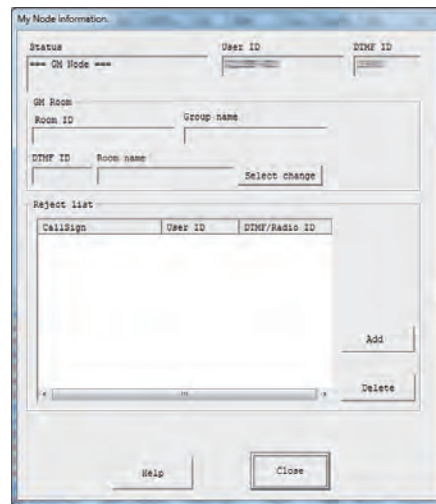 My Node Information.
Status User ID DTMF ID
=== GM Node ===
GM Room
Room ID Group name
DTMF ID Room name
Select change
Reject list
CallSign User ID DTMF/Radio ID
Add
Delete
Help Close